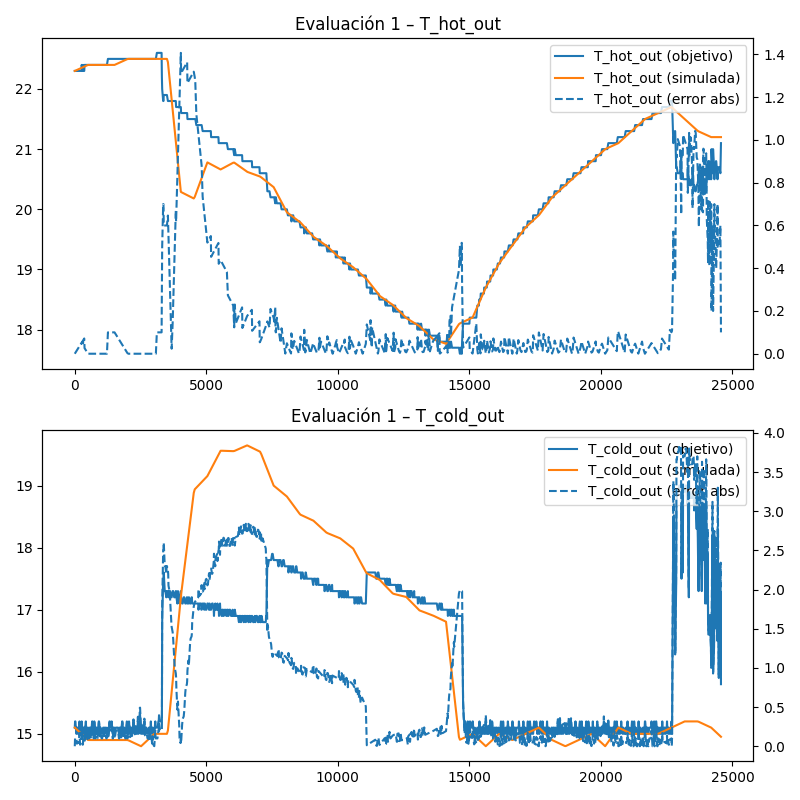 Evaluación 1 – T_hot_out
T_hot_out (objetivo)
T_hot_out (simulada)
T_hot_out (error abs)
22
21
20
19
18
1.4
1.2
1.0
0.8
0.6
0.4
0.2
0.0
0 5000 10000 15000 20000 25000
Evaluación 1 – T_cold_out
T_cold_out (objetivo)
T_cold_out (simulada)
T_cold_out (error abs)
19
18
17
16
15
4.0
3.5
3.0
2.5
2.0
1.5
1.0
0.5
0.0
0 5000 10000 15000 20000 25000